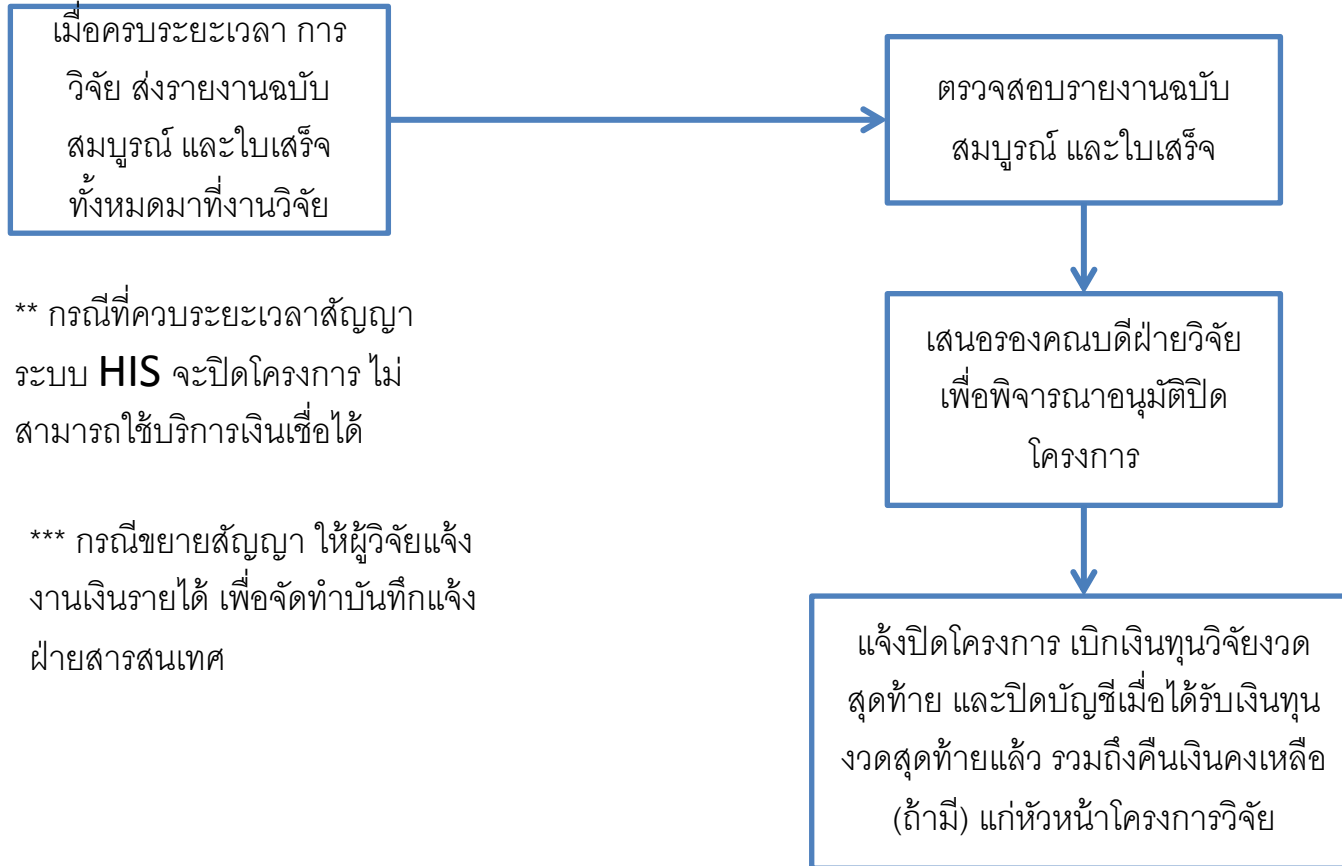 เมื่อครบระยะเวลา การ
วิจัย ส่งรายงานฉบับ
สมบูรณ์ และใบเสร็จ
ทั้งหมดมาที่งานวิจัย
ตรวจสอบรายงานฉบับ
สมบูรณ์ และใบเสร็จ
** กรณีที่ควบระยะเวลาสัญญา
ระบบ HIS จะปิดโครงการ ไม่
สามารถใช้บริการเงินเชื่อได้
เสนอรองคณบดีฝ่ายวิจัย
เพื่อพิจารณาอนุมัติปิด
โครงการ
*** กรณีขยายสัญญา ให้ผู้วิจัยแจ้ง
งานเงินรายได้ เพื่อจัดทำบันทึกแจ้ง
ฝ่ายสารสนเทศ
แจ้งปิดโครงการ เบิกเงินทุนวิจัยงวด
สุดท้าย และปิดบัญชีเมื่อได้รับเงินทุน
งวดสุดท้ายแล้ว รวมถึงคืนเงินคงเหลือ
(ถ้ามี) แก่หัวหน้าโครงการวิจัย